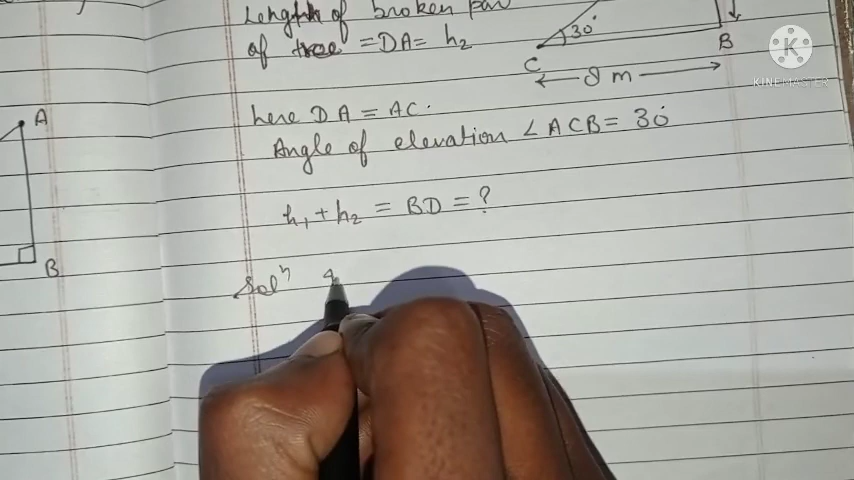 Length of broken par
of tree = DA = h₂
30°
C
B
8 m
K
KINEMASTER
A
B
here DA = AC.
Angle of elevation ∠ACB = 30°
h₁ + h₂ = BD = ?
Solⁿ